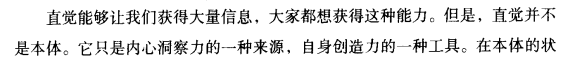 直觉能够让我们获得大量信息，大家都想获得这种能力。但是，直觉并不
是本体。它只是内心洞察力的一种来源，自身创造力的一种工具。在本体的状